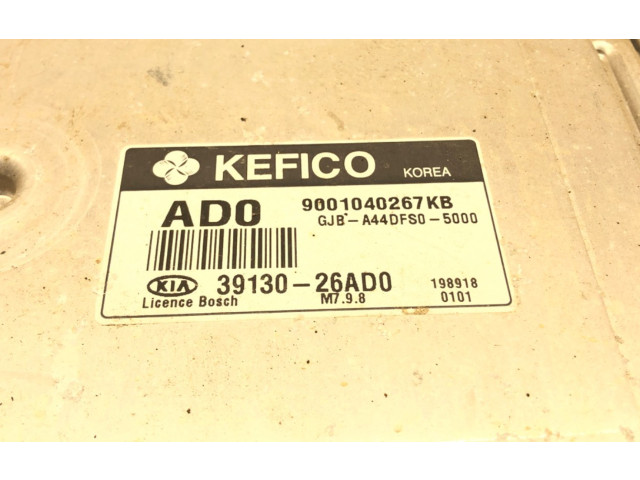 KEFICO KOREA
AD0 9001040267KB
GJB-A44DFS0-5000
KIA 39130-26AD0 198918
Licence Bosch M7.9.8 0101